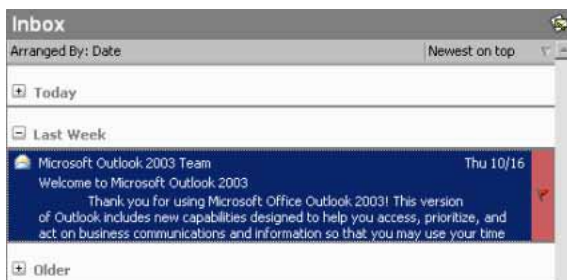 Inbox
Arranged By: Date Newest on top
Today
Last Week
Microsoft Outlook 2003 Team Thu 10/16
Welcome to Microsoft Outlook 2003
Thank you for using Microsoft Office Outlook 2003! This version
of Outlook includes new capabilities designed to help you access, prioritize, and
act on business communications and information so that you may use your time
Older